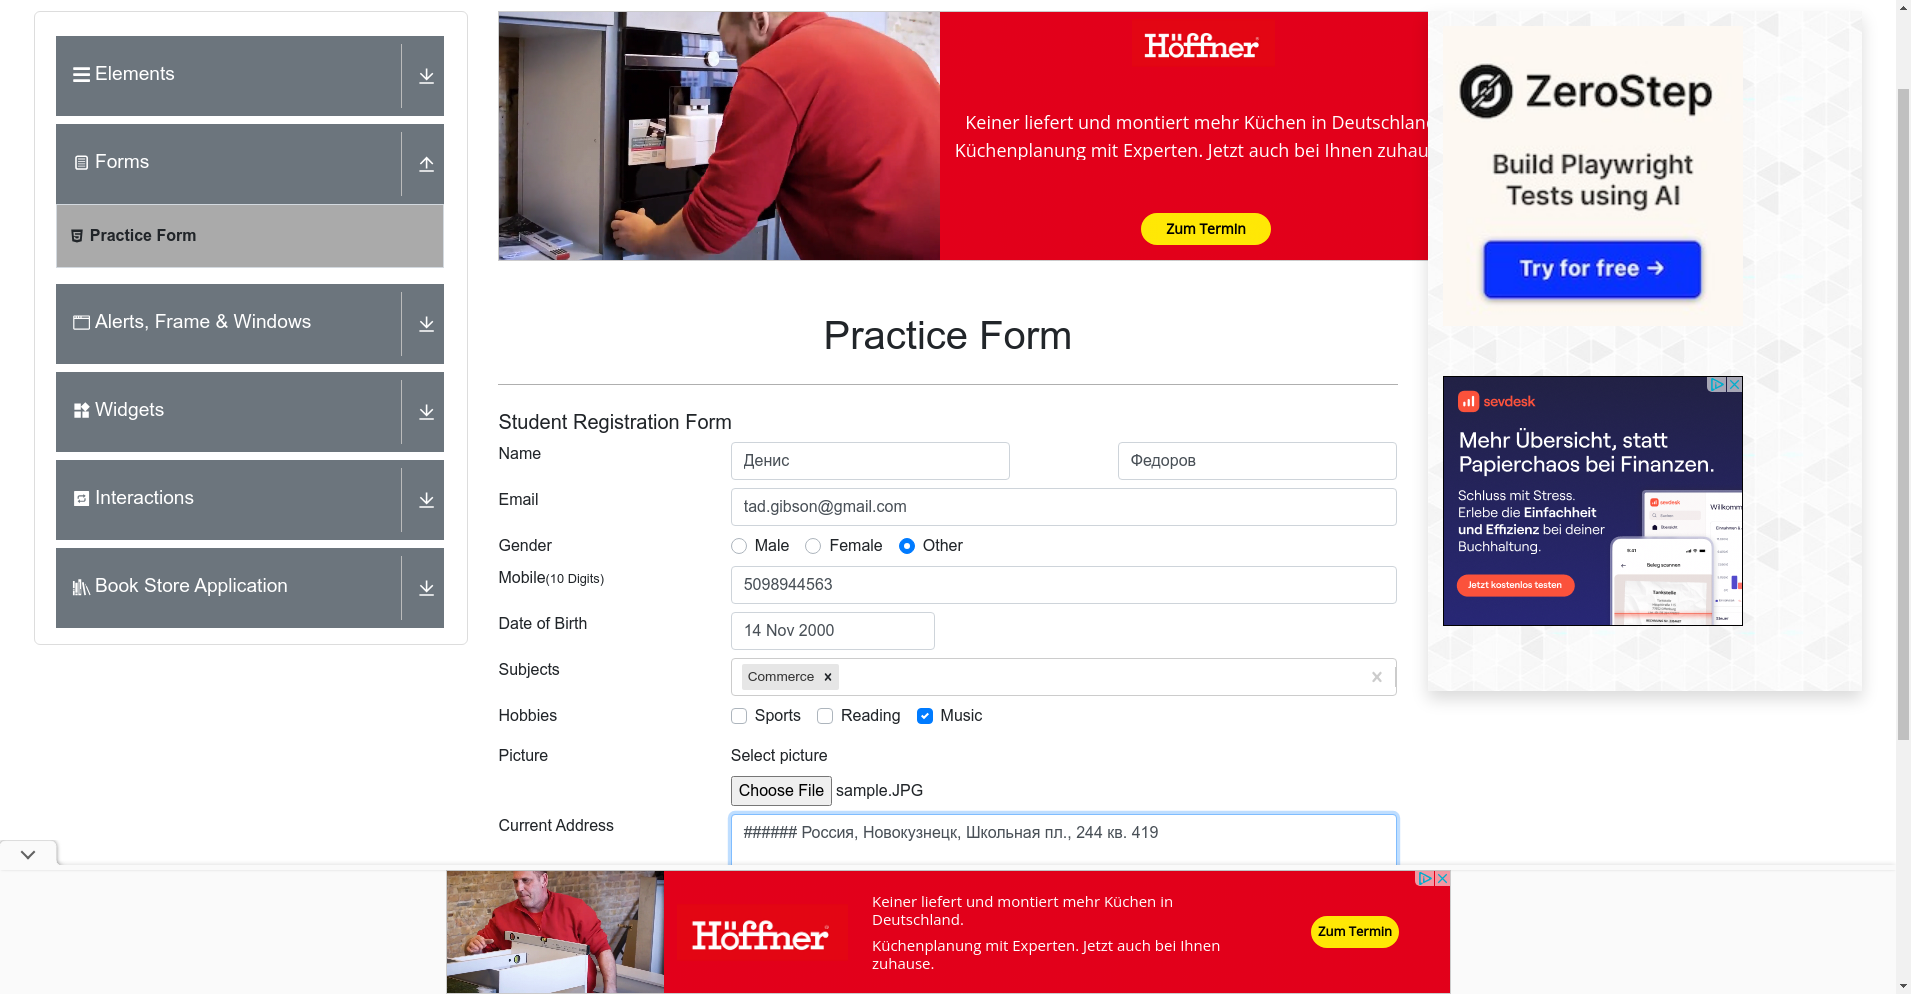 Elements
Forms
Practice Form
Alerts, Frame & Windows
Widgets
Interactions
Book Store Application
Höffner
Keiner liefert und montiert mehr Küchen in Deutschlan
Küchenplanung mit Experten. Jetzt auch bei Ihnen zuhau
Zum Termin
ZeroStep
Build Playwright
Tests using AI
Try for free →
Practice Form
Student Registration Form
Name
Денис
Федоров
Email
tad.gibson@gmail.com
Gender
Male
Female
Other
Mobile(10 Digits)
5098944563
Date of Birth
14 Nov 2000
Subjects
Commerce
Hobbies
Sports
Reading
Music
Picture
Select picture
Choose File sample.JPG
Current Address
###### Россия, Новокузнецк, Школьная пл., 244 кв. 419
sevdesk
Mehr Übersicht, statt
Papierchaos bei Finanzen.
Schluss mit Stress.
Erlebe die Einfachheit
und Effizienz bei deiner
Buchhaltung.
Jetzt kostenlos testen
Willkomm
Beleg scannen
Tankstelle
Höffner
Keiner liefert und montiert mehr Küchen in
Deutschland.
Küchenplanung mit Experten. Jetzt auch bei Ihnen
zuhause.
Zum Termin